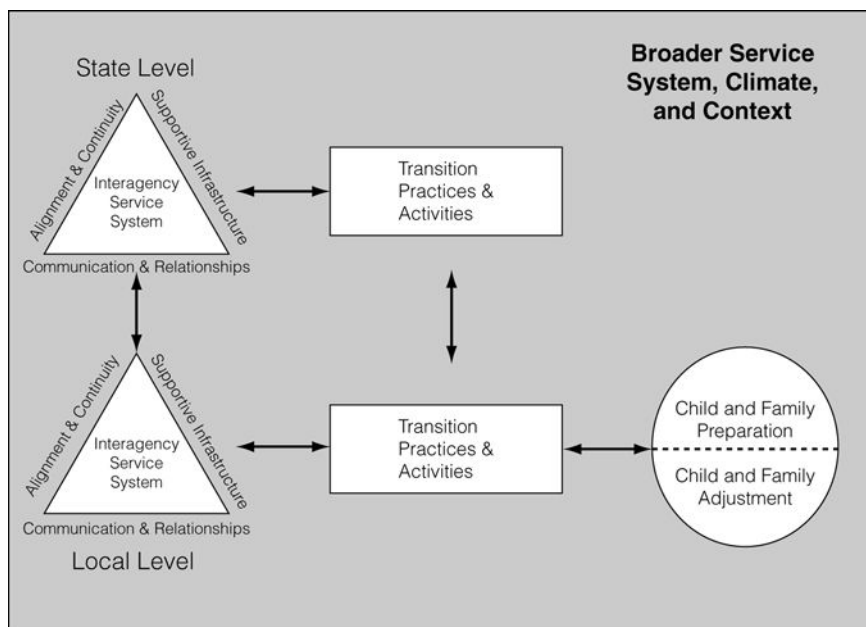 Broader Service
System, Climate,
and Context
State Level
Alignment & Continuity
Supportive Infrastructure
Interagency
Service
System
Communication & Relationships
Transition
Practices &
Activities
Alignment & Continuity
Supportive Infrastructure
Interagency
Service
System
Communication & Relationships
Local Level
Transition
Practices &
Activities
Child and Family
Preparation
Child and Family
Adjustment